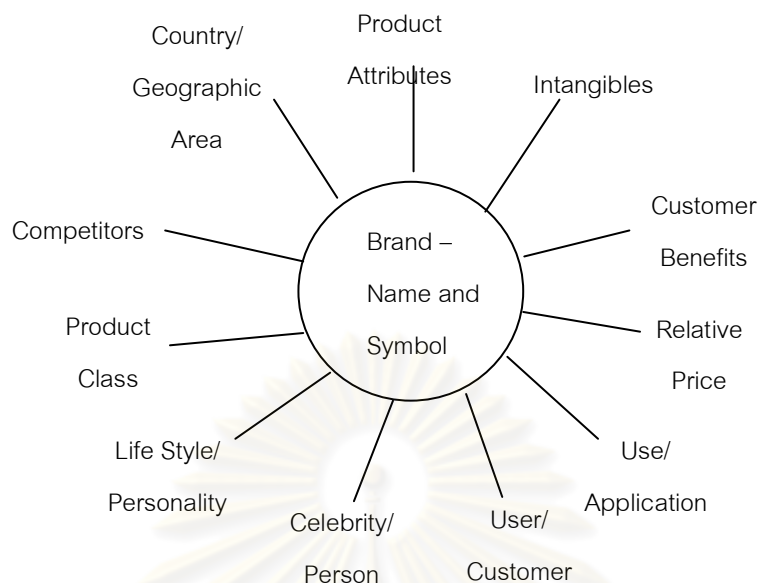 Product
Attributes
Intangibles
Customer
Benefits
Relative
Price
Use/
Application
User/
Customer
Celebrity/
Person
Life Style/
Personality
Product
Class
Competitors
Country/
Geographic
Area
Brand –
Name and
Symbol